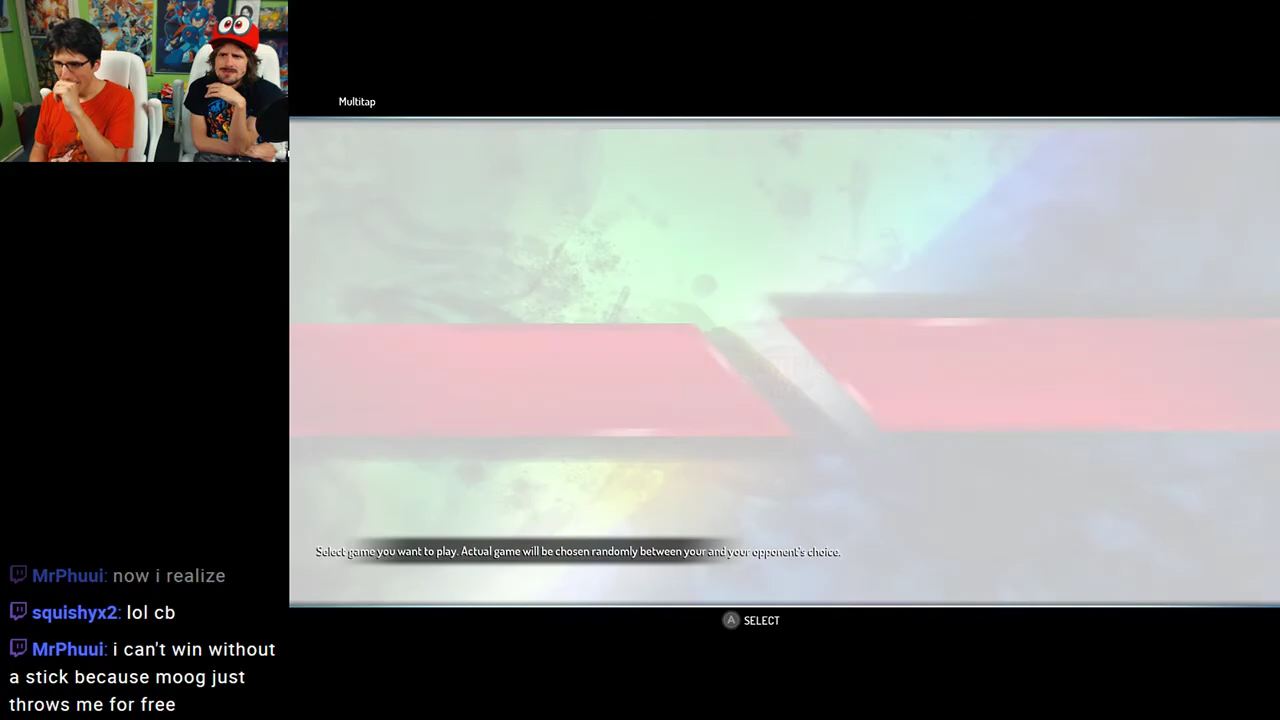 Multitap
Select game you want to play. Actual game will be chosen randomly between your and your opponent's choice.
A SELECT
MrPhuui: now i realize
squishyx2: lol cb
MrPhuui: i can't win without
a stick because moog just
throws me for free